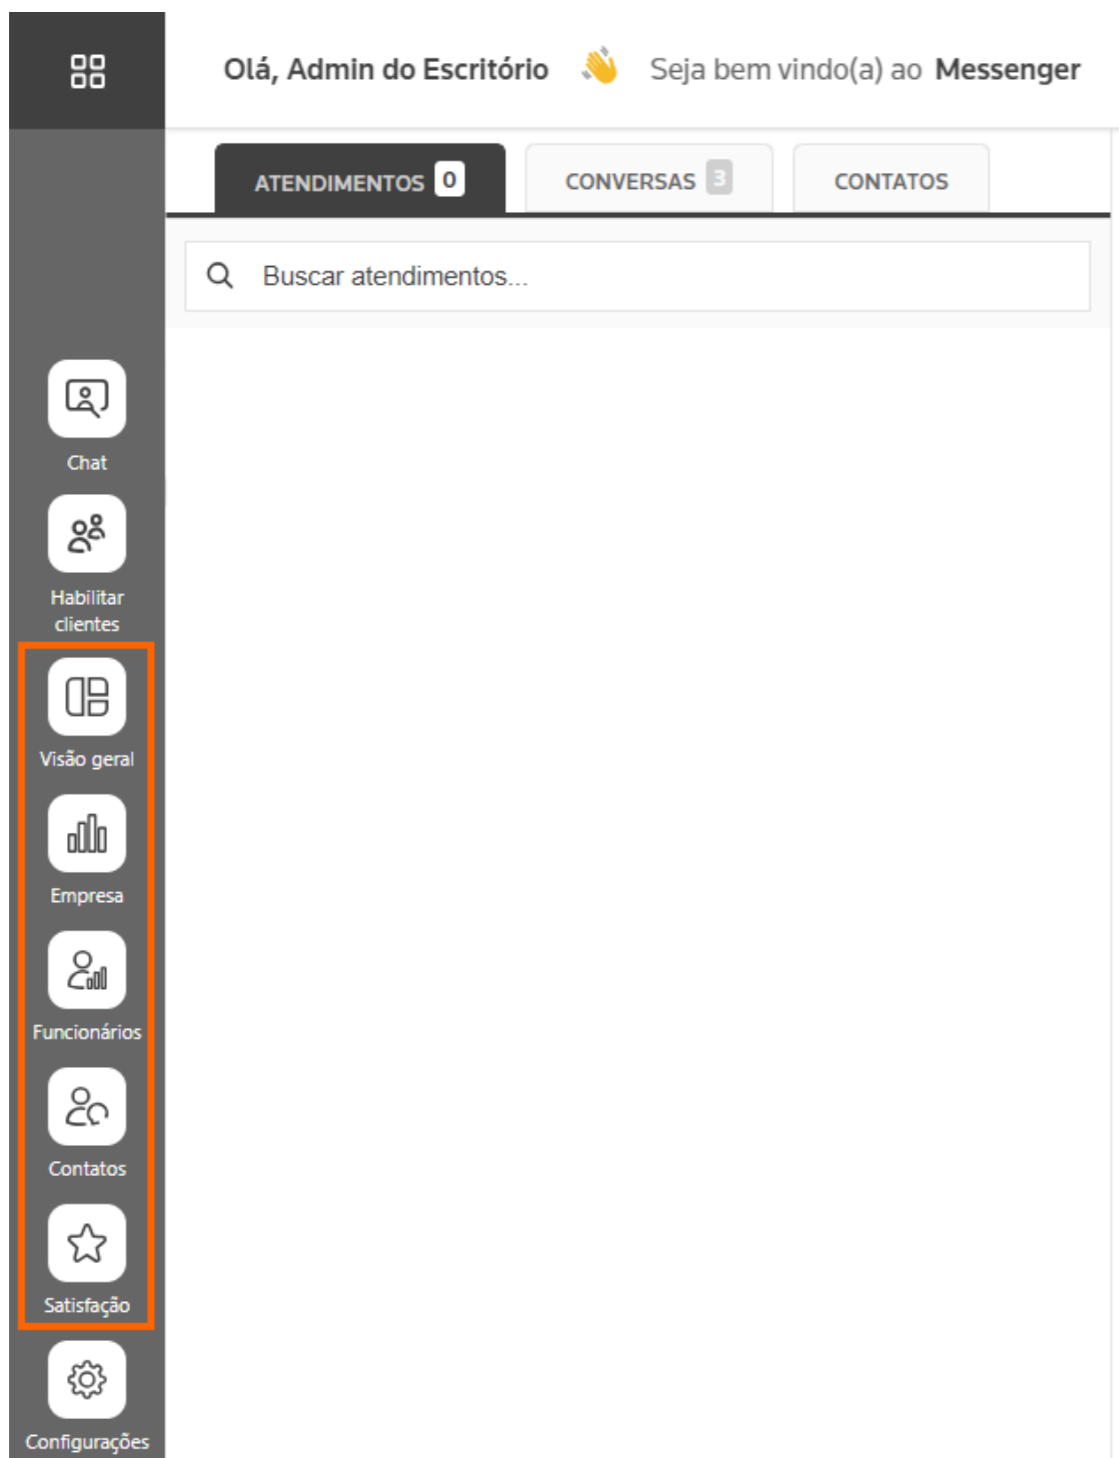 Olá, Admin do Escritório 👋 Seja bem vindo(a) ao Messenger
ATENDIMENTOS 0 CONVERSAS 3 CONTATOS
Buscar atendimentos...
Chat
Habilitar
clientes
Visão geral
Empresa
Funcionários
Contatos
Satisfação
Configurações